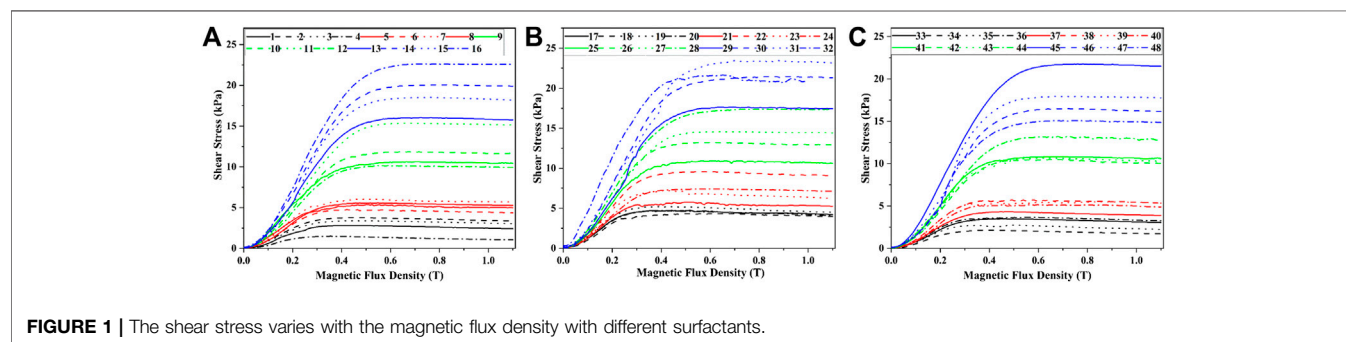 A B C
1 2 3 4 5 6 7 8 9
10 11 12 13 14 15 16
17 18 19 20 21 22 23 24
25 26 27 28 29 30 31 32
33 34 35 36 37 38 39 40
41 42 43 44 45 46 47 48
Shear Stress (kPa)
25
20
15
10
5
0
0.0 0.2 0.4 0.6 0.8 1.0
Magnetic Flux Density (T)
Shear Stress (kPa)
25
20
15
10
5
0
0.0 0.2 0.4 0.6 0.8 1.0
Magnetic Flux Density (T)
Shear Stress (kPa)
25
20
15
10
5
0
0.0 0.2 0.4 0.6 0.8 1.0
Magnetic Flux Density (T)
FIGURE 1 | The shear stress varies with the magnetic flux density with different surfactants.